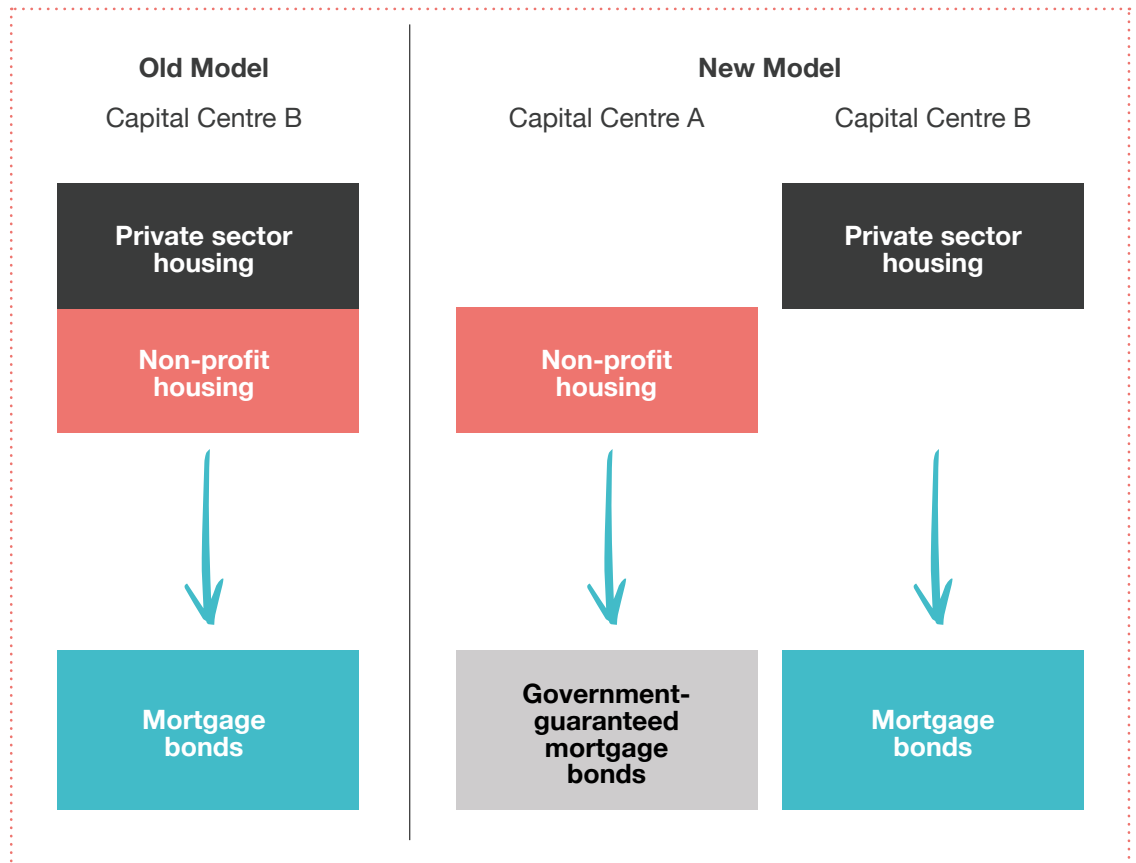 Old Model
Capital Centre B
Private sector
housing
Non-profit
housing
Mortgage
bonds
New Model
Capital Centre A
Capital Centre B
Private sector
housing
Non-profit
housing
Government-
guaranteed
mortgage
bonds
Mortgage
bonds